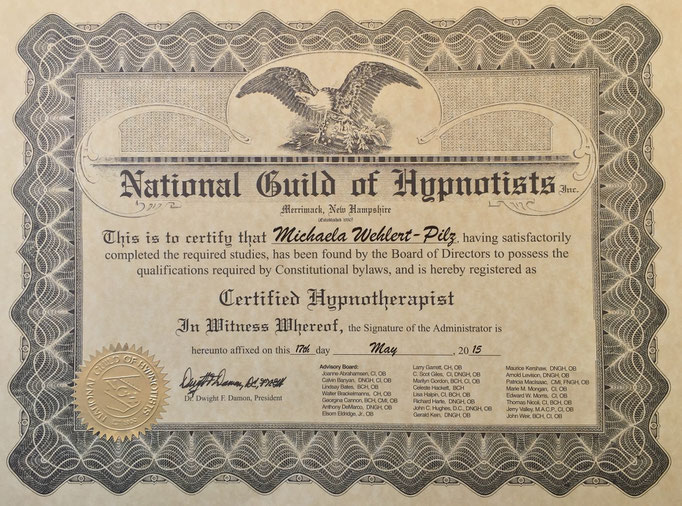 National Guild of Hypnotists Inc.
Merrimack, New Hampshire
This is to certify that Michaela Wehlert-Pilz, having satisfactorily
completed the required studies, has been found by the Board of Directors to possess the
qualifications required by Constitutional bylaws, and is hereby registered as
Certified Hypnotherapist
In Witness Whereof, the Signature of the Administrator is
hereunto affixed on this 17th day May, 2015
Dr. Dwight F. Damon, President
Advisory Board:
Joanne Abrahamsen, CI, OB
Calvin Banyan, DNGH, CI, OB
Lindsay Bates, BCH, OB
Walter Brackelmanns, CH, OB
Georgina Cannon, BCH, CMI, OB
Anthony DeMarco, DNGH, OB
Elsom Eldridge, Jr., OB
Larry Garrett, CH, OB
C. Scot Giles, CI, DNGH, OB
Marilyn Gordon, BCH, CI, OB
Celeste Hackett, BCH
Lisa Halpin, CI, BCH, OB
Richard Harte, DNGH, OB
John C. Hughes, D.C., DNGH, OB
Gerald Kein, DNGH, OB
Maurice Kershaw, DNGH, OB
Arnold Levison, DNGH, OB
Patricia MacIsaac, CMI, FNGH, OB
Marie M. Mongan, CI, OB
Edward W. Morris, CI, OB
Thomas Nicoli, CI, BCH, OB
Jerry Valley, M.A.C.P., CI, OB
John Weir, BCH, CI, OB